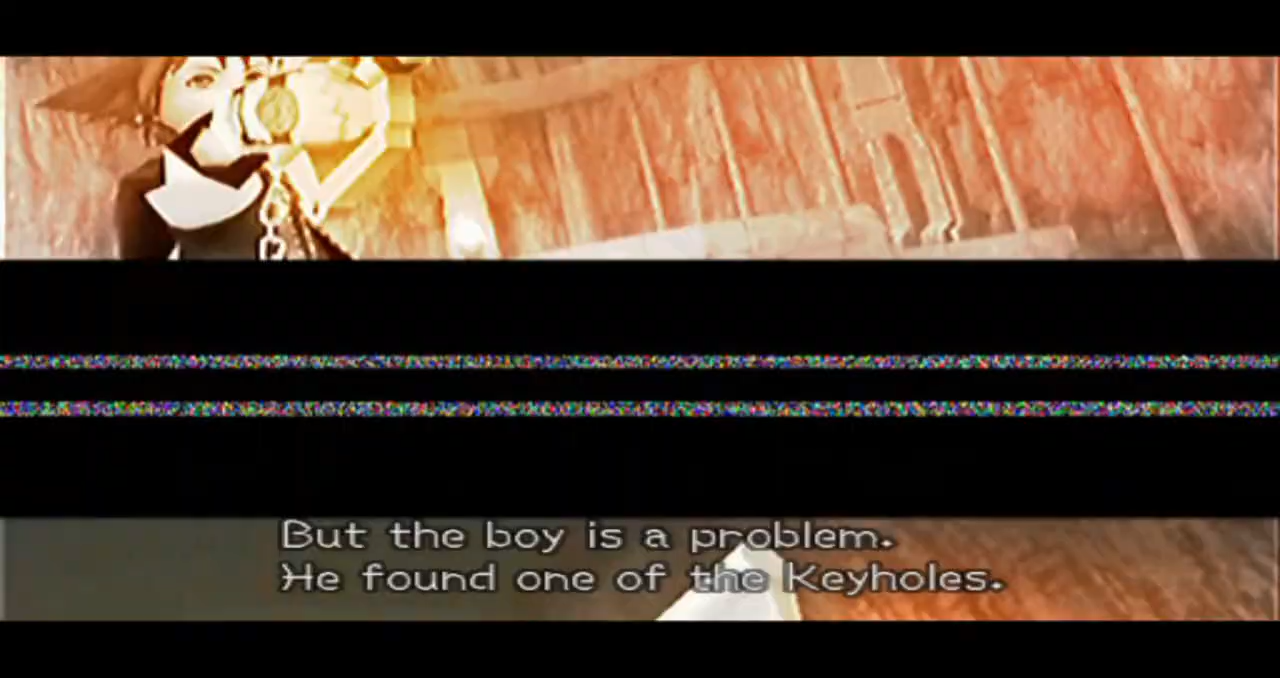 But the boy is a problem.
He found one of the Keyholes.